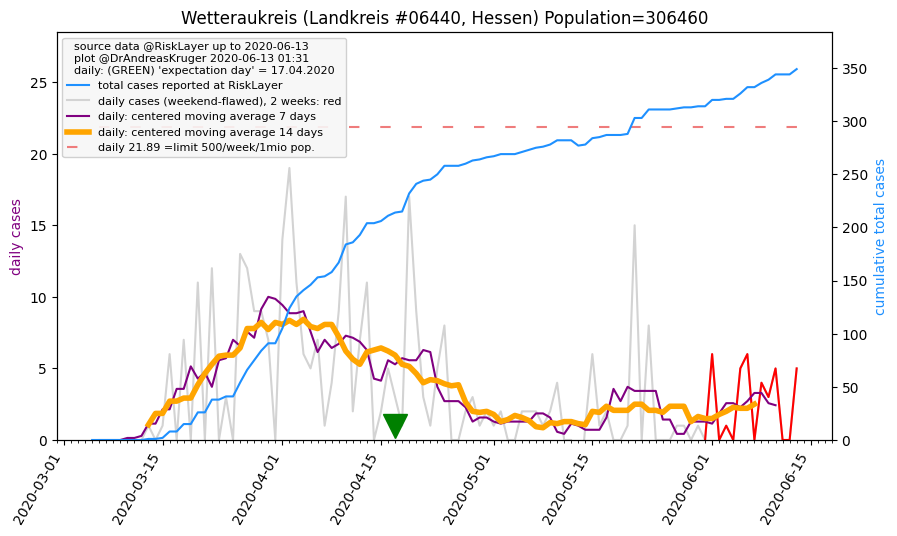 Wetteraukreis (Landkreis #06440, Hessen) Population=306460
source data @RiskLayer up to 2020-06-13
plot @DrAndreasKruger 2020-06-13 01:31
daily: (GREEN) 'expectation day' = 17.04.2020
total cases reported at RiskLayer
daily cases (weekend-flawed), 2 weeks: red
daily: centered moving average 7 days
daily: centered moving average 14 days
daily 21.89 =limit 500/week/1mio pop.
daily cases
25
20
15
10
5
0
cumulative total cases
350
300
250
200
150
100
50
0
2020-03-01
2020-03-15
2020-04-01
2020-04-15
2020-05-01
2020-05-15
2020-06-01
2020-06-15